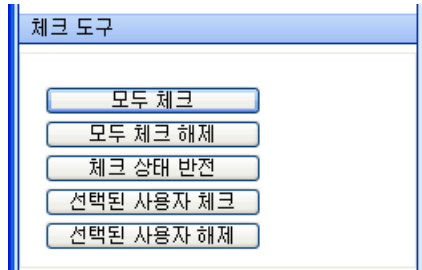 체크 도구
모두 체크
모두 체크 해제
체크 상태 반전
선택된 사용자 체크
선택된 사용자 해제